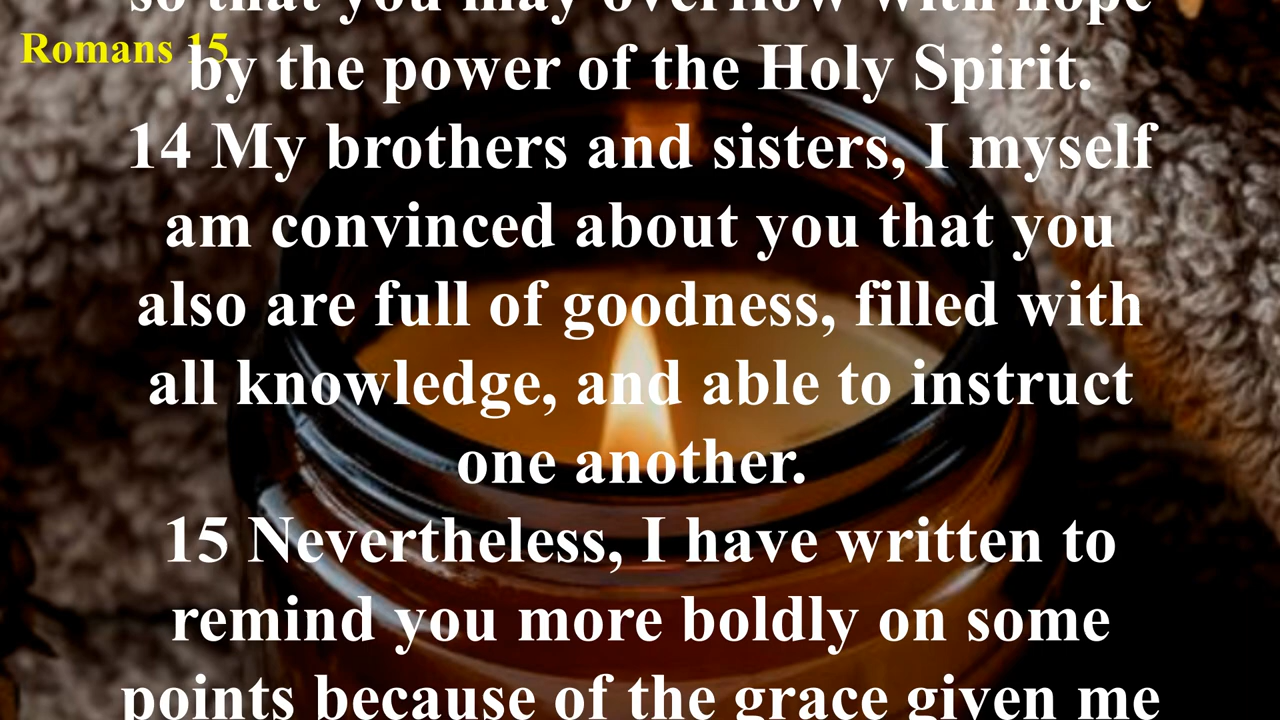 so that you may overflow with hope
Romans 15
by the power of the Holy Spirit.
14 My brothers and sisters, I myself
am convinced about you that you
also are full of goodness, filled with
all knowledge, and able to instruct
one another.
15 Nevertheless, I have written to
remind you more boldly on some
points because of the grace given me